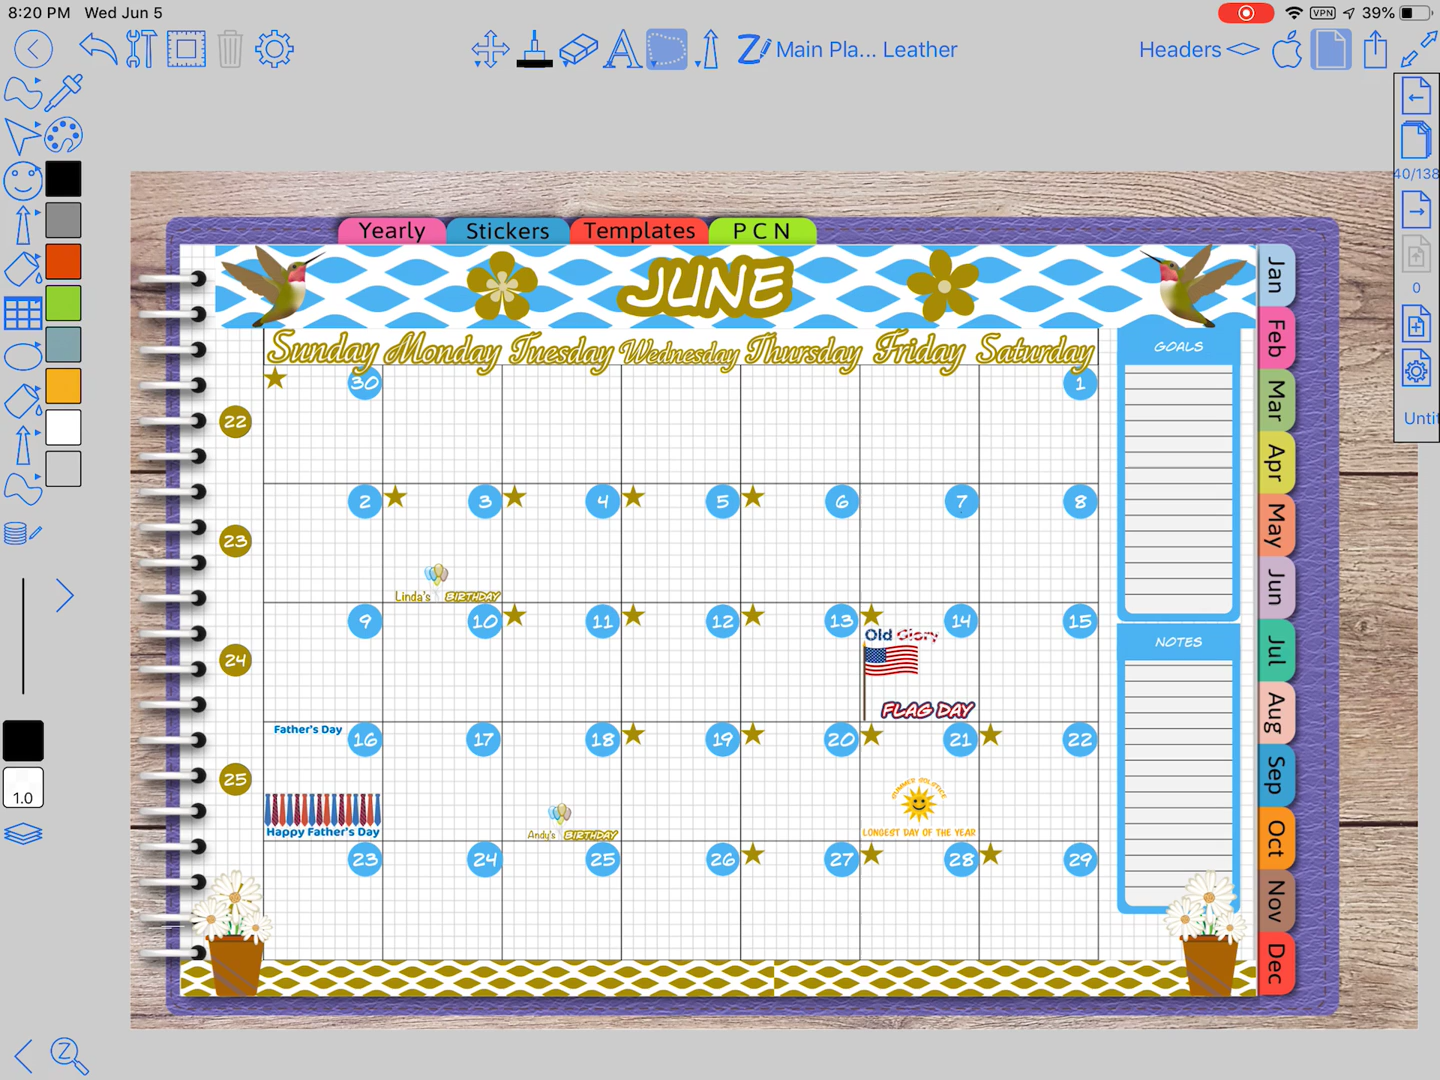 8:20 PM Wed Jun 5
VPN 39%
Main Pla... Leather
Headers
40/138
0
Untit
1.0
Yearly Stickers Templates P C N
JUNE
Sunday Monday Tuesday Wednesday Thursday Friday Saturday
GOALS
NOTES
Jan
Feb
Mar
Apr
May
Jun
Jul
Aug
Sep
Oct
Nov
Dec
22
30 1
23
2 3 4 5 6 7 8
Linda's BIRTHDAY
24
9 10 11 12 13 14 15
Old Glory
FLAG DAY
25
Father's Day 16 17 18 19 20 21 22
SUMMER SOLSTICE
Happy Father's Day
Andy's BIRTHDAY
LONGEST DAY OF THE YEAR
23 24 25 26 27 28 29